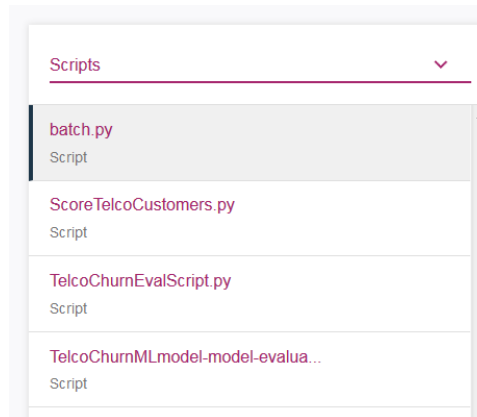 Scripts
batch.py
Script
ScoreTelcoCustomers.py
Script
TelcoChurnEvalScript.py
Script
TelcoChurnMLmodel-model-evalua...
Script